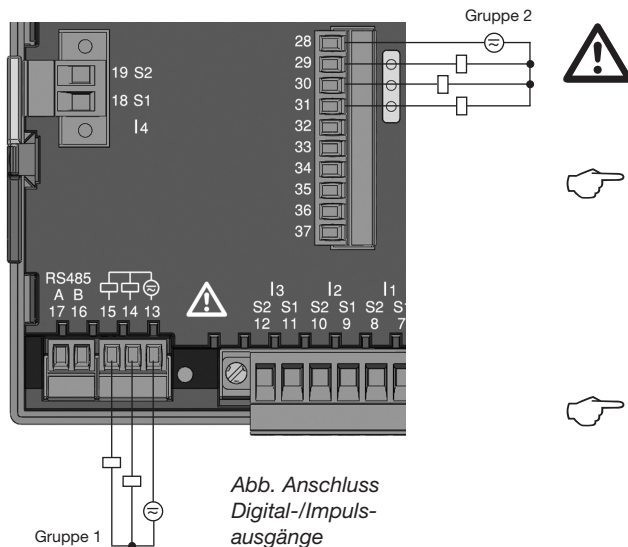 Gruppe 2
28
29
30
31
32
33
34
35
36
37
19 S2
18 S1
I4
RS485
A B
17 16 15 14 13
I3 I2 I1
S2 S1 S2 S1 S2 S1
12 11 10 9 8 7
Gruppe 1
Abb. Anschluss
Digital-/Impuls-
ausgänge